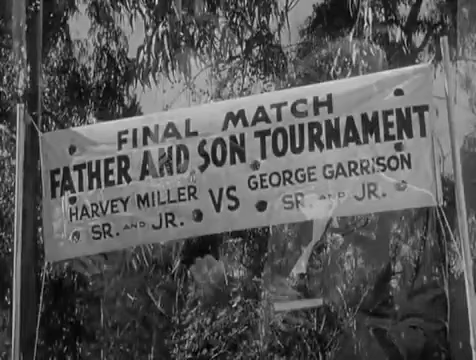 FINAL MATCH
FATHER AND SON TOURNAMENT
HARVEY MILLER VS GEORGE GARRISON
SR. AND JR. SR. AND JR.